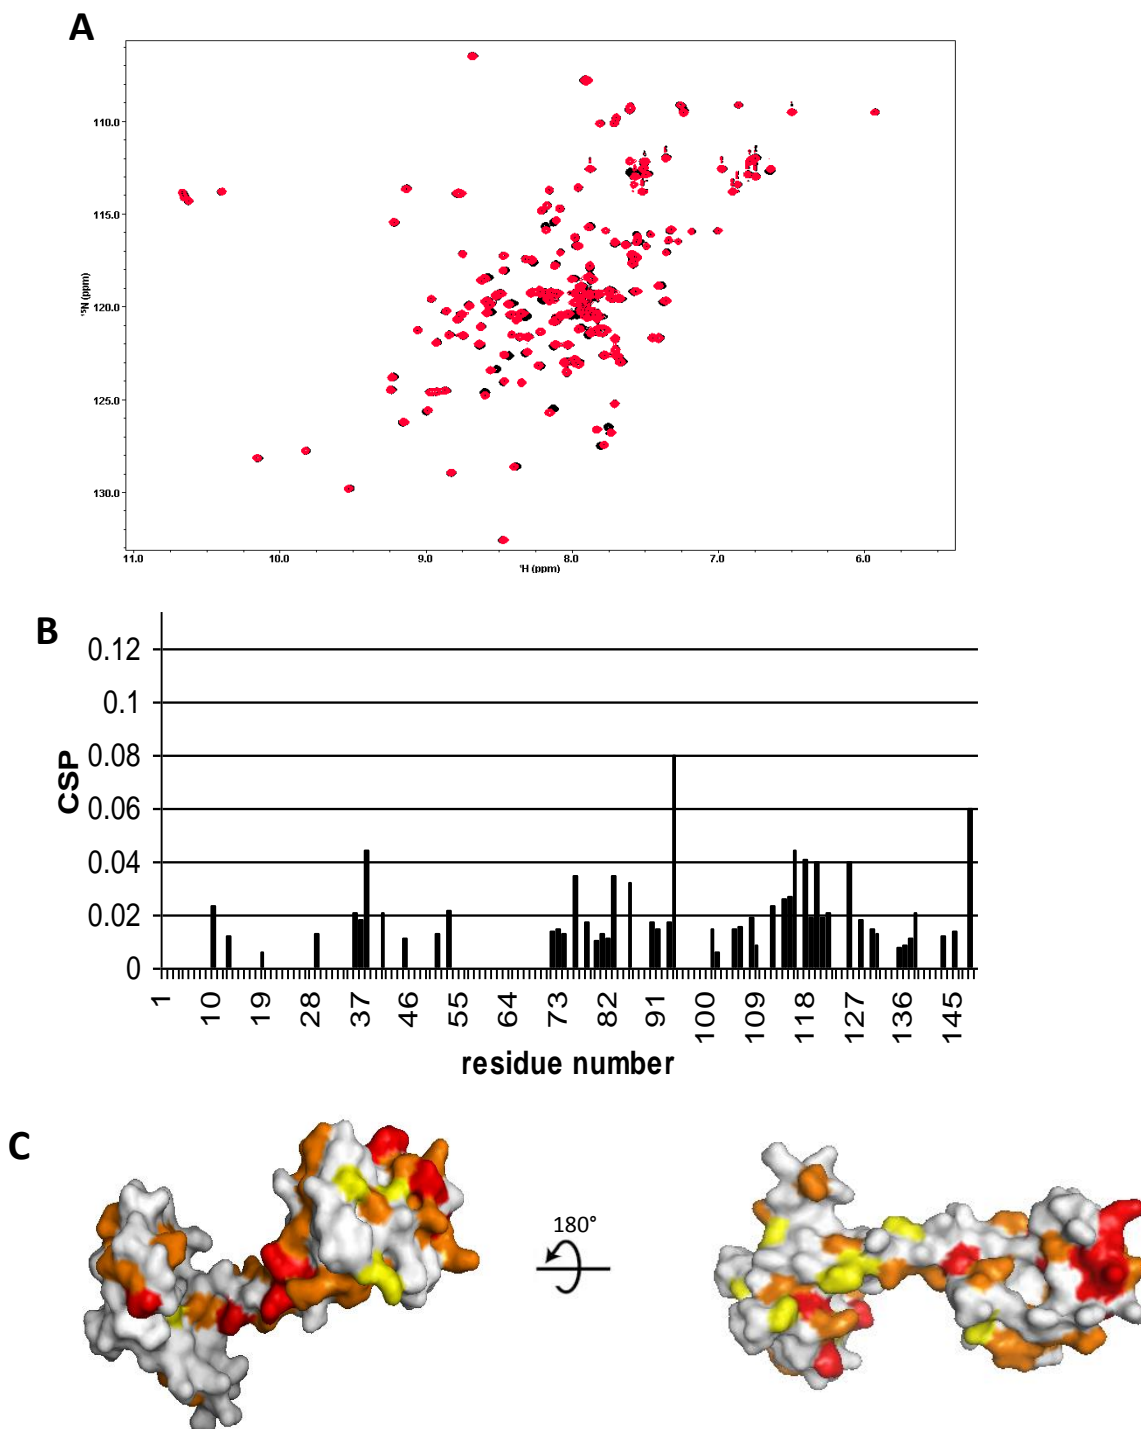 A
110.0
115.0
120.0
125.0
130.0
¹⁵N (ppm)
11.0 10.0 9.0 8.0 7.0 6.0
¹H (ppm)
B
0.12
0.1
0.08
0.06
0.04
0.02
0
CSP
1 10 19 28 37 46 55 64 73 82 91 100 109 118 127 136 145
residue number
C
180°